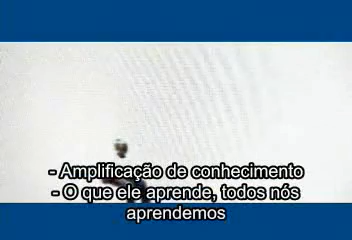 - Amplificação de conhecimento
- O que ele aprende, todos nós
aprendemos